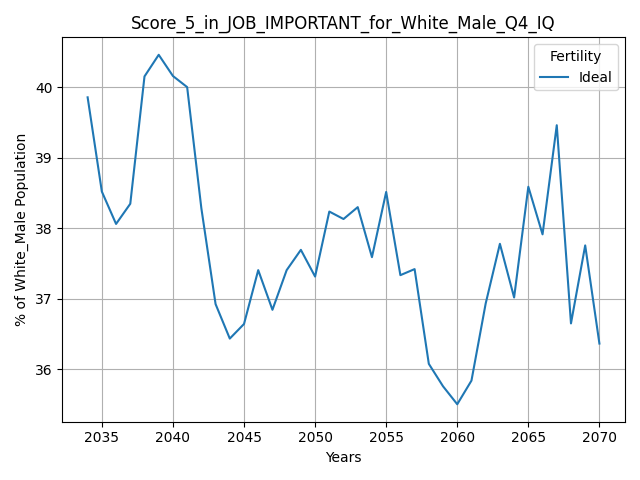 Score_5_in_JOB_IMPORTANT_for_White_Male_Q4_IQ
Fertility
Ideal
% of White_Male Population
40
39
38
37
36
2035 2040 2045 2050 2055 2060 2065 2070
Years